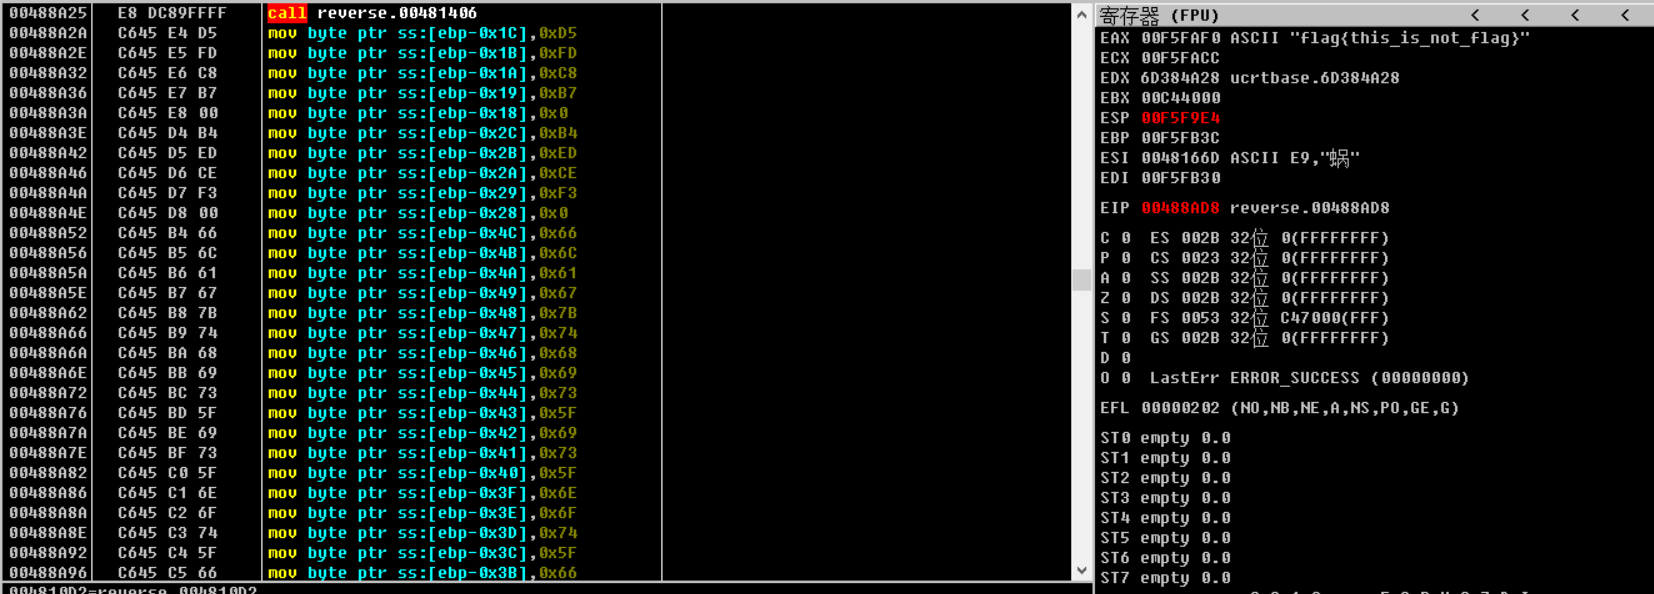 00488A25 E8 DC89FFFF call reverse.00481406
00488A2A C645 E4 D5 mov byte ptr ss:[ebp-0x1C],0xD5
00488A2E C645 E5 FD mov byte ptr ss:[ebp-0x1B],0xFD
00488A32 C645 E6 C8 mov byte ptr ss:[ebp-0x1A],0xC8
00488A36 C645 E7 B7 mov byte ptr ss:[ebp-0x19],0xB7
00488A3A C645 E8 00 mov byte ptr ss:[ebp-0x18],0x0
00488A3E C645 D4 B4 mov byte ptr ss:[ebp-0x2C],0xB4
00488A42 C645 D5 ED mov byte ptr ss:[ebp-0x2B],0xED
00488A46 C645 D6 CE mov byte ptr ss:[ebp-0x2A],0xCE
00488A4A C645 D7 F3 mov byte ptr ss:[ebp-0x29],0xF3
00488A4E C645 D8 00 mov byte ptr ss:[ebp-0x28],0x0
00488A52 C645 B4 66 mov byte ptr ss:[ebp-0x4C],0x66
00488A56 C645 B5 6C mov byte ptr ss:[ebp-0x4B],0x6C
00488A5A C645 B6 61 mov byte ptr ss:[ebp-0x4A],0x61
00488A5E C645 B7 67 mov byte ptr ss:[ebp-0x49],0x67
00488A62 C645 B8 7B mov byte ptr ss:[ebp-0x48],0x7B
00488A66 C645 B9 74 mov byte ptr ss:[ebp-0x47],0x74
00488A6A C645 BA 68 mov byte ptr ss:[ebp-0x46],0x68
00488A6E C645 BB 69 mov byte ptr ss:[ebp-0x45],0x69
00488A72 C645 BC 73 mov byte ptr ss:[ebp-0x44],0x73
00488A76 C645 BD 5F mov byte ptr ss:[ebp-0x43],0x5F
00488A7A C645 BE 69 mov byte ptr ss:[ebp-0x42],0x69
00488A7E C645 BF 73 mov byte ptr ss:[ebp-0x41],0x73
00488A82 C645 C0 5F mov byte ptr ss:[ebp-0x40],0x5F
00488A86 C645 C1 6E mov byte ptr ss:[ebp-0x3F],0x6E
00488A8A C645 C2 6F mov byte ptr ss:[ebp-0x3E],0x6F
00488A8E C645 C3 74 mov byte ptr ss:[ebp-0x3D],0x74
00488A92 C645 C4 5F mov byte ptr ss:[ebp-0x3C],0x5F
00488A96 C645 C5 66 mov byte ptr ss:[ebp-0x3B],0x66
004810D2=reverse.004810D2
寄存器 (FPU) < < < <
EAX 00F5FAF0 ASCII "flag{this_is_not_flag}"
ECX 00F5FACC
EDX 6D384A28 ucrtbase.6D384A28
EBX 00C44000
ESP 00F5F9E4
EBP 00F5FB3C
ESI 0048166D ASCII E9,"蜗"
EDI 00F5FB30
EIP 00488AD8 reverse.00488AD8
C 0 ES 002B 32位 0(FFFFFFFF)
P 0 CS 0023 32位 0(FFFFFFFF)
A 0 SS 002B 32位 0(FFFFFFFF)
Z 0 DS 002B 32位 0(FFFFFFFF)
S 0 FS 0053 32位 C47000(FFF)
T 0 GS 002B 32位 0(FFFFFFFF)
D 0
O 0 LastErr ERROR_SUCCESS (00000000)
EFL 00000202 (NO,NB,NE,A,NS,PO,GE,G)
ST0 empty 0.0
ST1 empty 0.0
ST2 empty 0.0
ST3 empty 0.0
ST4 empty 0.0
ST5 empty 0.0
ST6 empty 0.0
ST7 empty 0.0